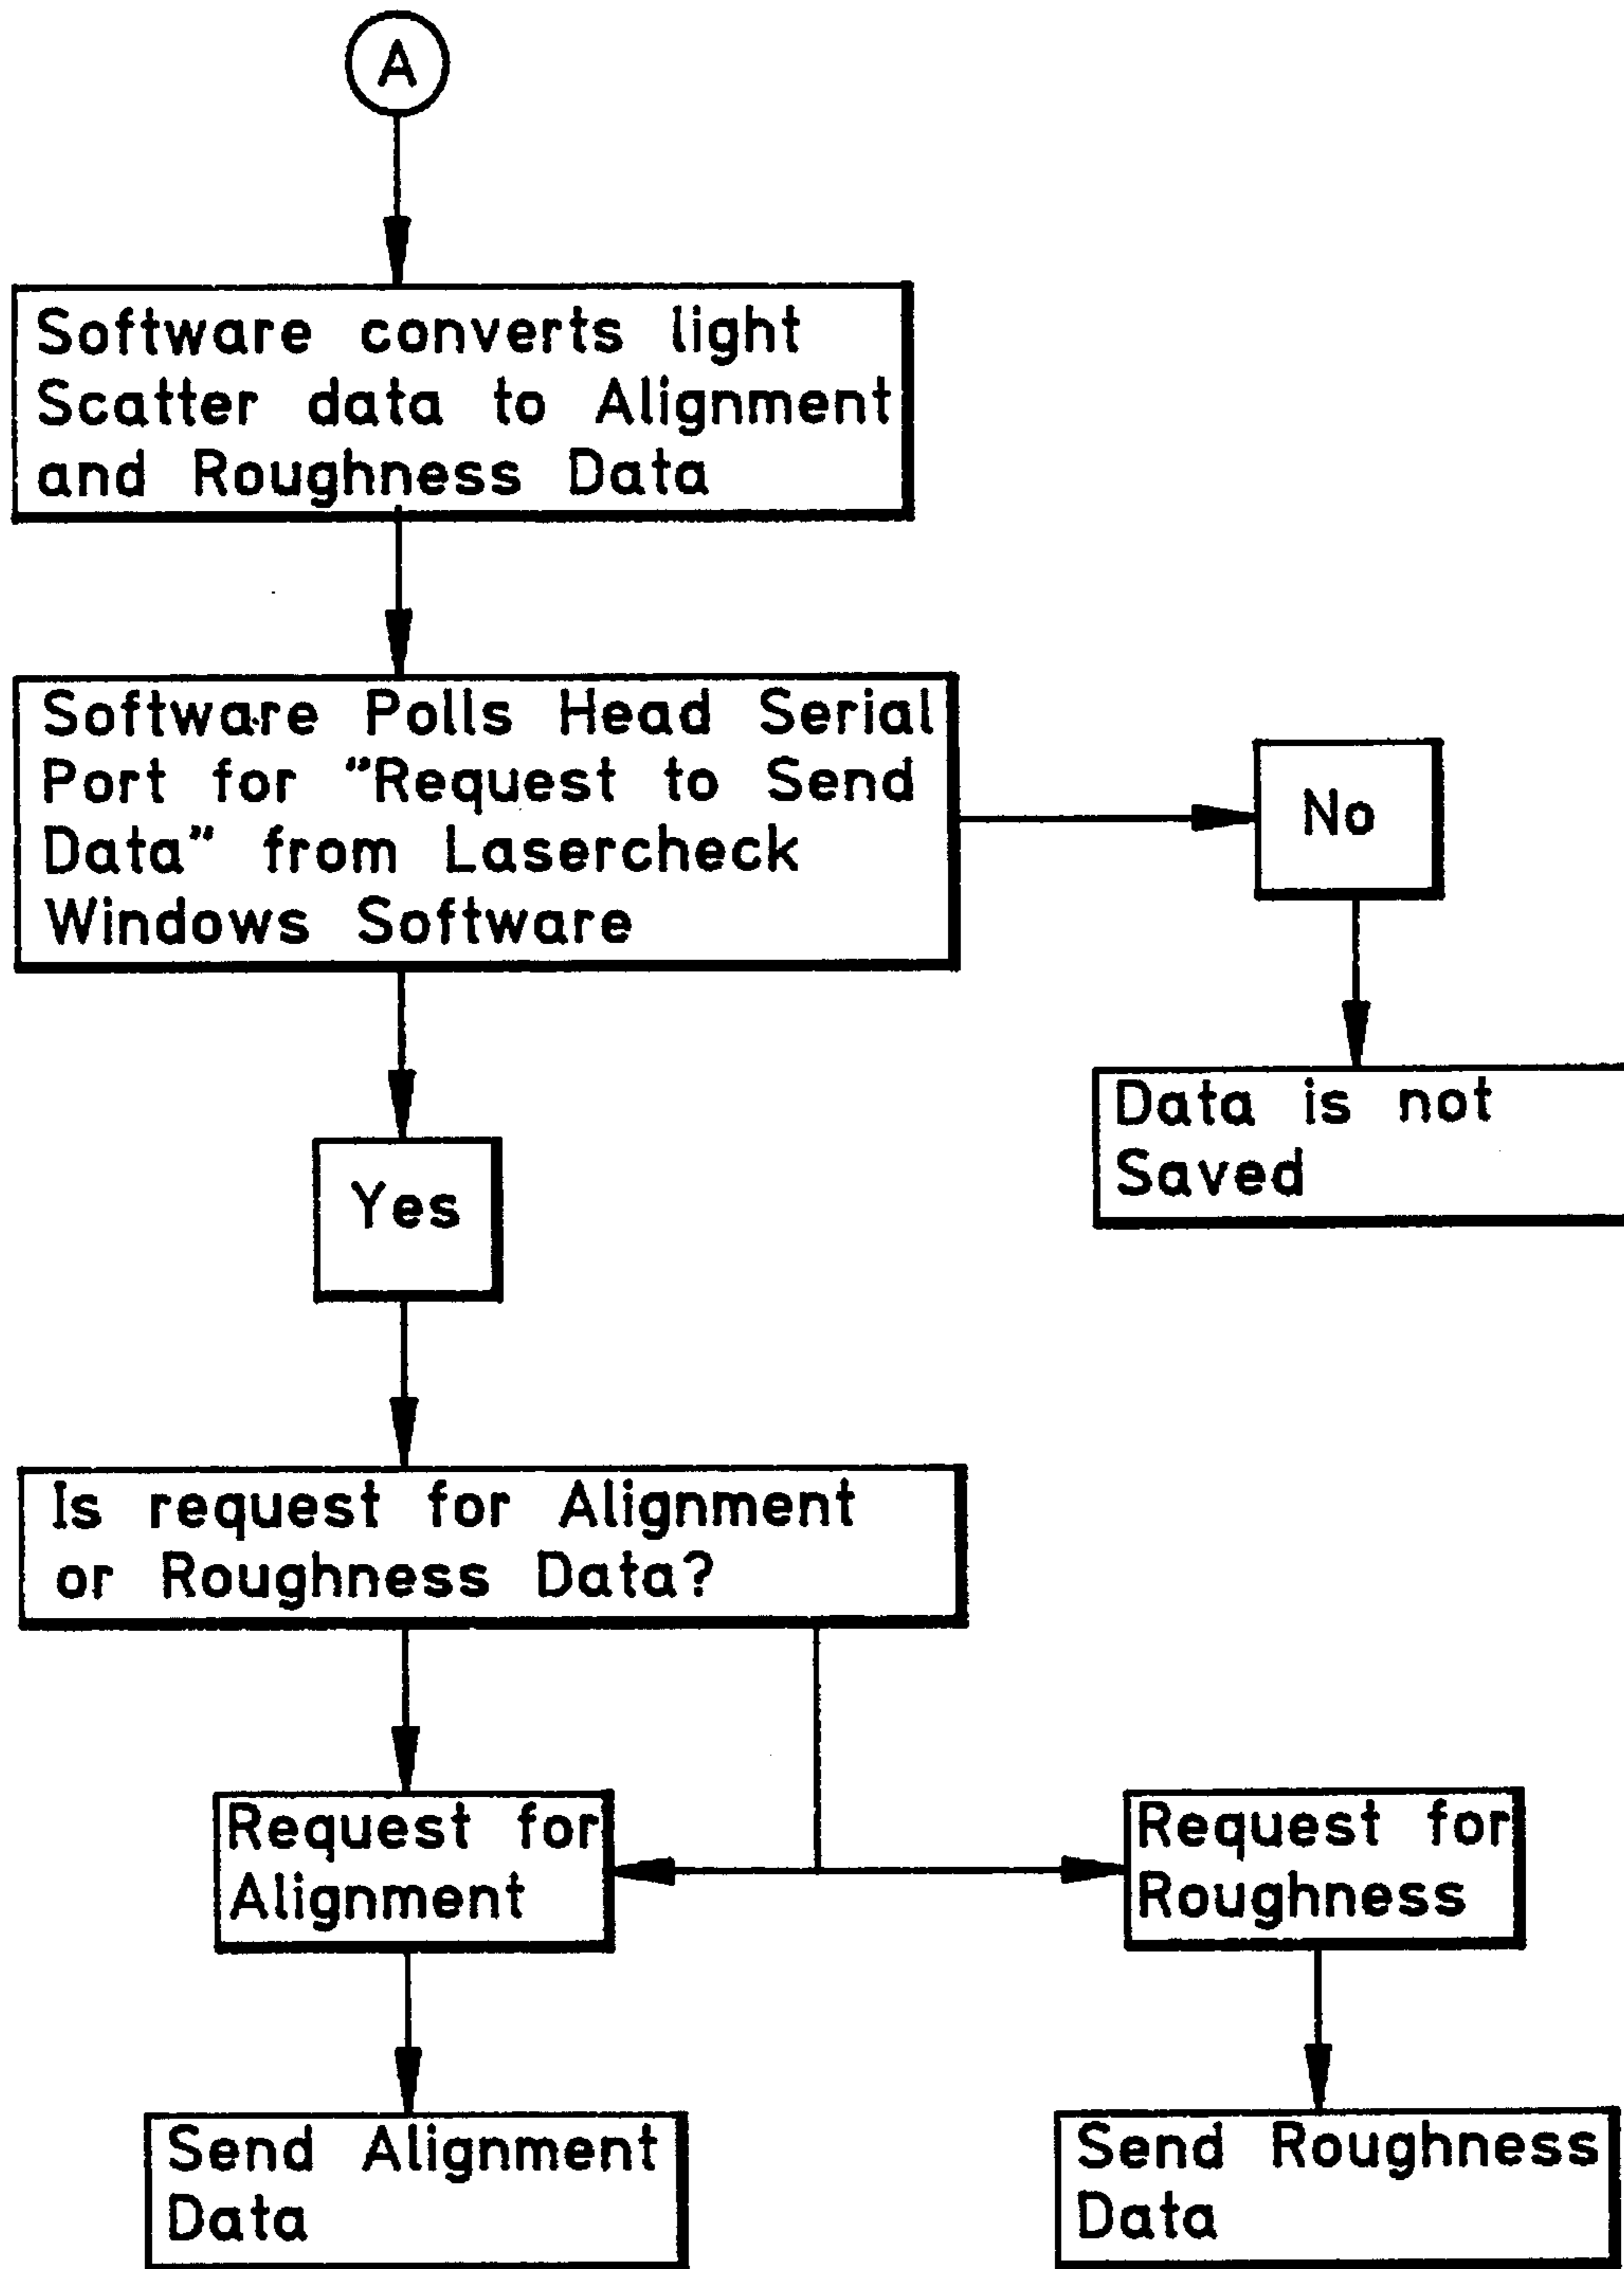 A
Software converts light
Scatter data to Alignment
and Roughness Data
Software Polls Head Serial
Port for "Request to Send
Data" from Lasercheck
Windows Software
No
Data is not
Saved
Yes
Is request for Alignment
or Roughness Data?
Request for
Alignment
Request for
Roughness
Send Alignment
Data
Send Roughness
Data